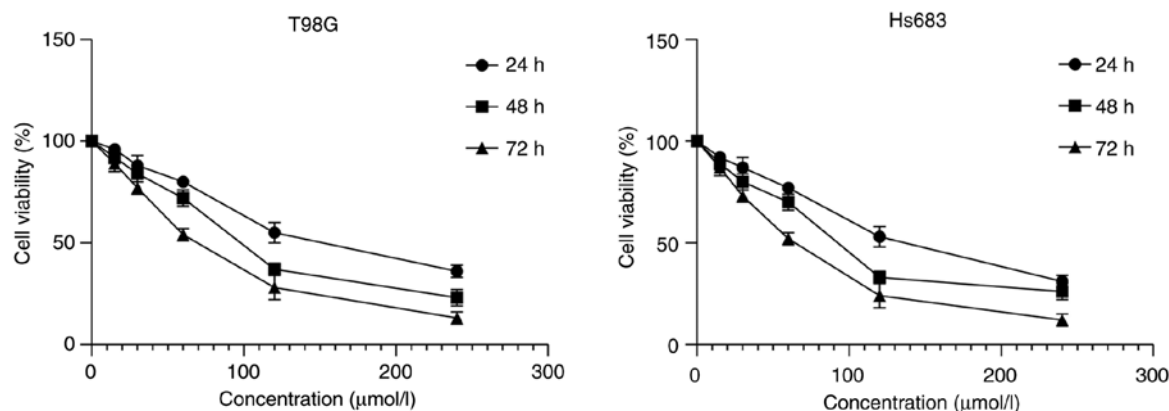 T98G
150
100
50
0
Cell viability (%)
24 h
48 h
72 h
0 100 200 300
Concentration (μmol/l)
Hs683
150
100
50
0
Cell viability (%)
24 h
48 h
72 h
0 100 200 300
Concentration (μmol/l)